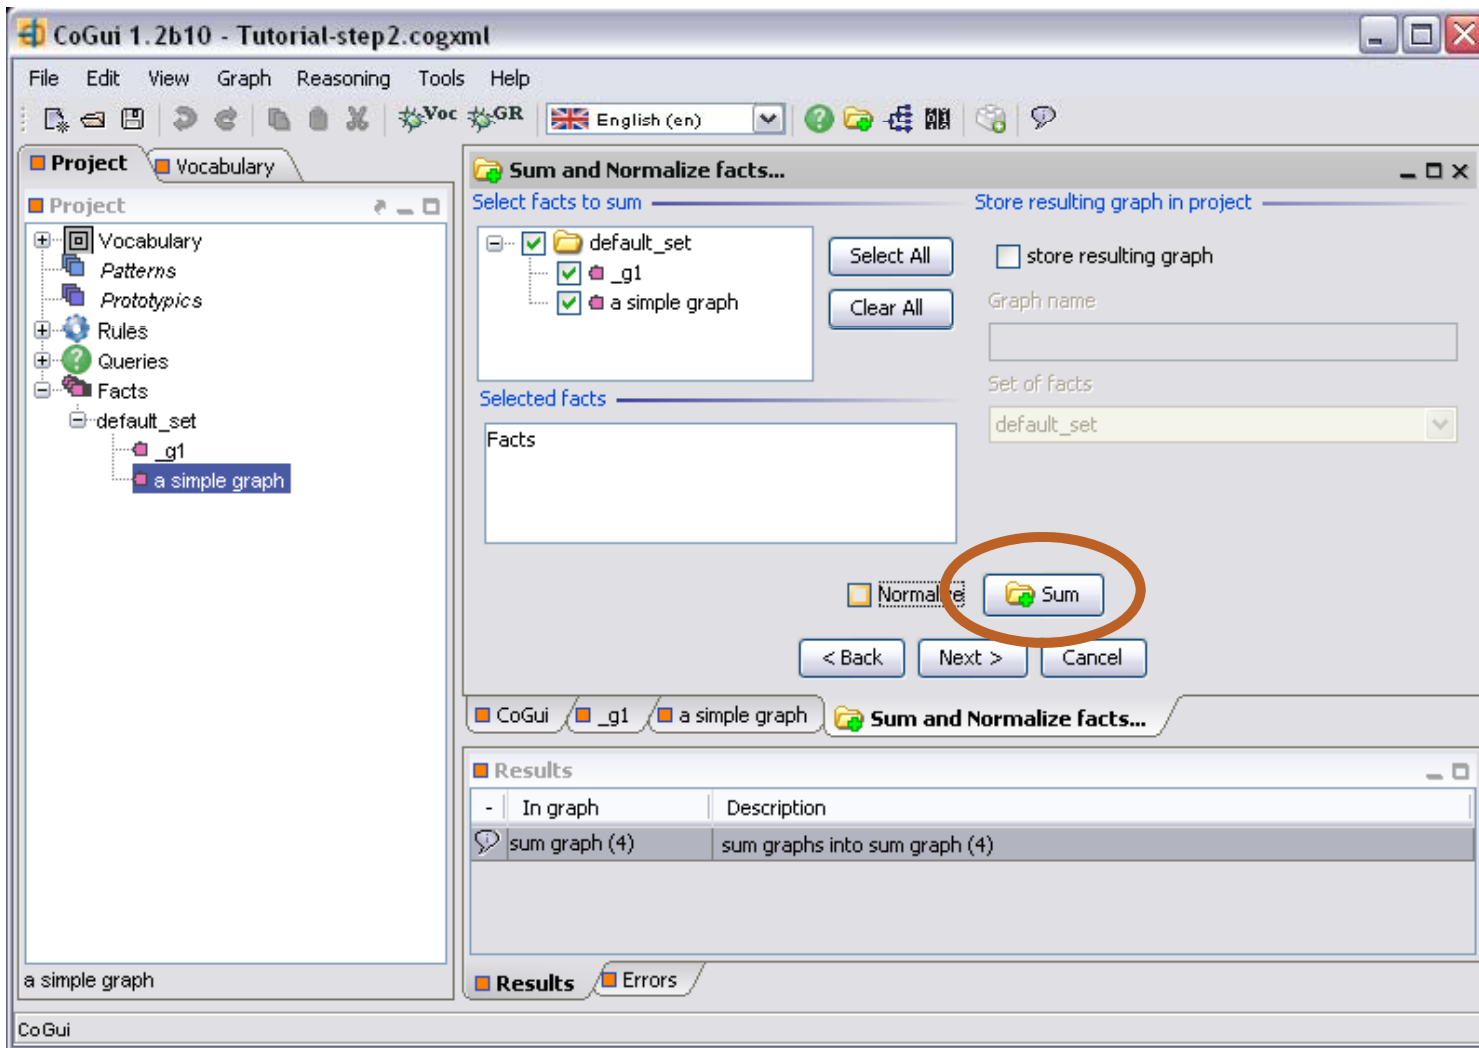 CoGui 1.2b10 - Tutorial-step2.cogxml
File Edit View Graph Reasoning Tools Help
Voc GR English (en)
Project Vocabulary
Project
Vocabulary
Patterns
Prototypics
Rules
Queries
Facts
default_set
_g1
a simple graph
a simple graph
Sum and Normalize facts...
Select facts to sum
default_set
_g1
a simple graph
Select All
Clear All
Store resulting graph in project
store resulting graph
Graph name
Set of facts
default_set
Selected facts
Facts
Normalize Sum
< Back Next > Cancel
CoGui _g1 a simple graph Sum and Normalize facts...
Results
- In graph Description
sum graph (4) sum graphs into sum graph (4)
Results Errors
CoGui